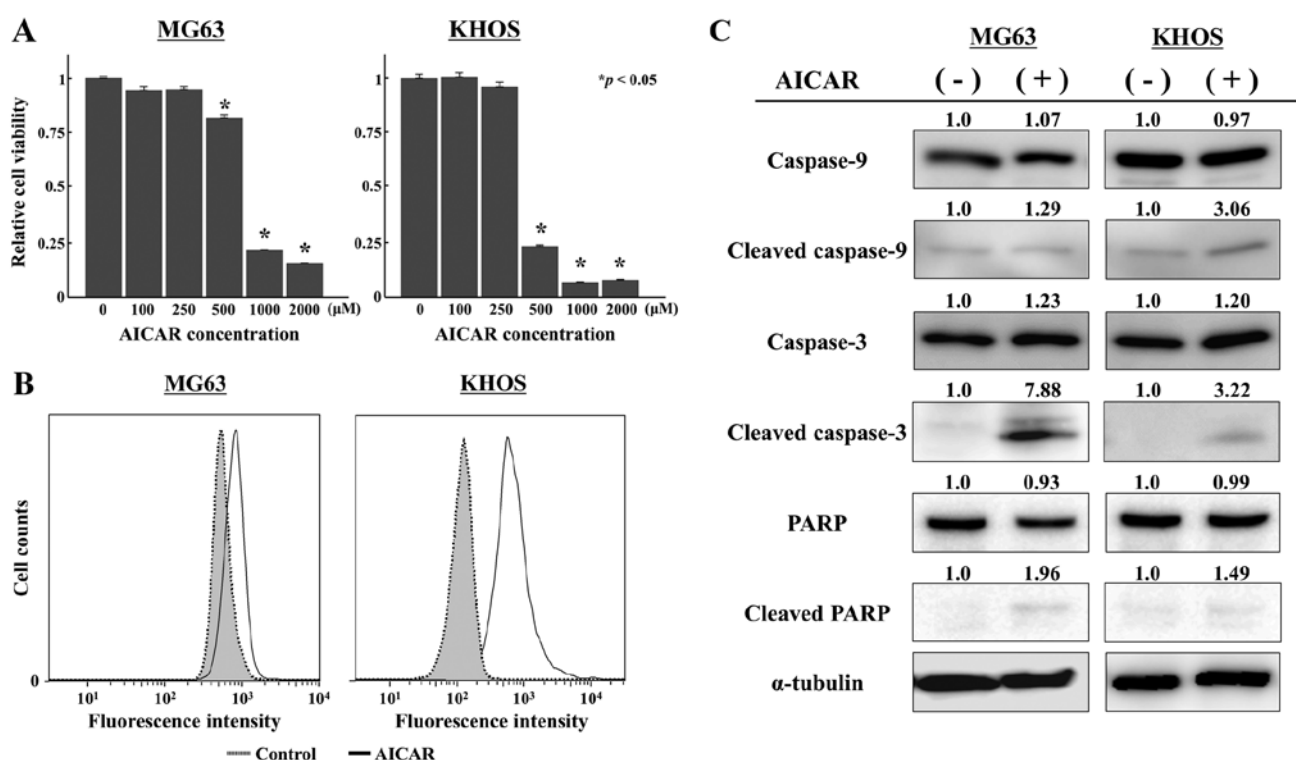 A
MG63
KHOS
*p < 0.05
Relative cell viability
1
0.75
0.5
0.25
0
* * *
0 100 250 500 1000 2000 (μM)
AICAR concentration
1
0.75
0.5
0.25
0
* * *
0 100 250 500 1000 2000 (μM)
AICAR concentration
B
MG63
KHOS
Cell counts
0
10¹ 10² 10³ 10⁴
Fluorescence intensity
10¹ 10² 10³ 10⁴
Fluorescence intensity
Control AICAR
C
MG63 KHOS
AICAR (-) (+) (-) (+)
1.0 1.07 1.0 0.97
Caspase-9
1.0 1.29 1.0 3.06
Cleaved caspase-9
1.0 1.23 1.0 1.20
Caspase-3
1.0 7.88 1.0 3.22
Cleaved caspase-3
1.0 0.93 1.0 0.99
PARP
1.0 1.96 1.0 1.49
Cleaved PARP
α-tubulin